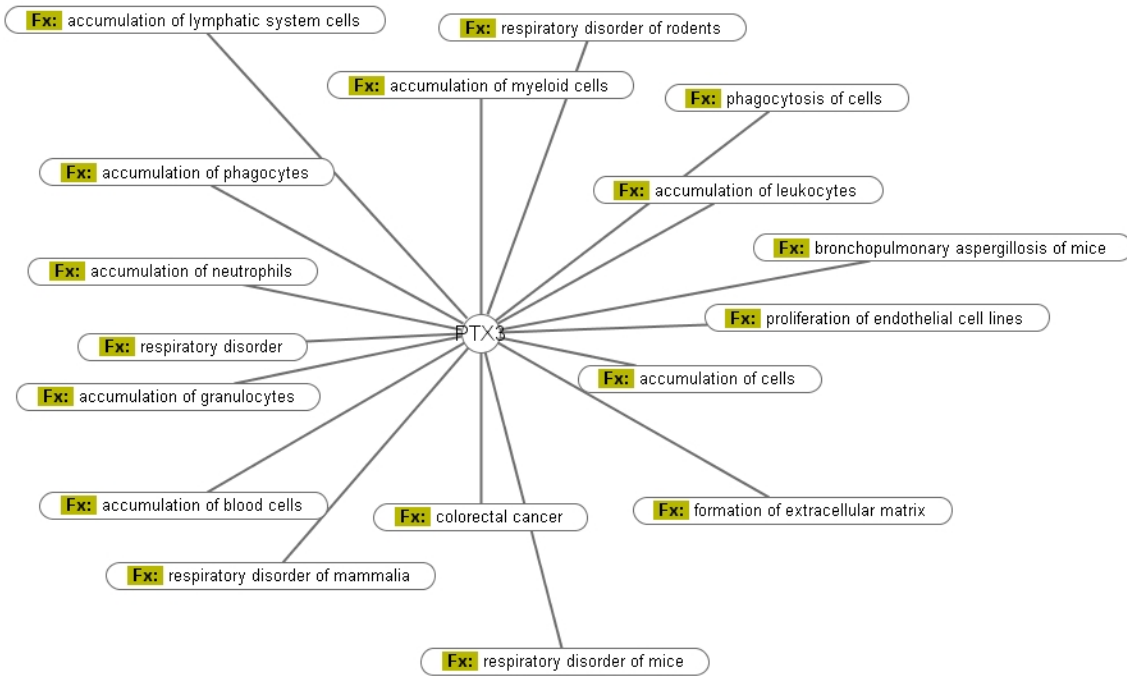 Fx: accumulation of lymphatic system cells
Fx: respiratory disorder of rodents
Fx: accumulation of myeloid cells
Fx: phagocytosis of cells
Fx: accumulation of phagocytes
Fx: accumulation of leukocytes
Fx: bronchopulmonary aspergillosis of mice
Fx: accumulation of neutrophils
Fx: proliferation of endothelial cell lines
PTX3
Fx: respiratory disorder
Fx: accumulation of cells
Fx: accumulation of granulocytes
Fx: accumulation of blood cells
Fx: formation of extracellular matrix
Fx: colorectal cancer
Fx: respiratory disorder of mammalia
Fx: respiratory disorder of mice